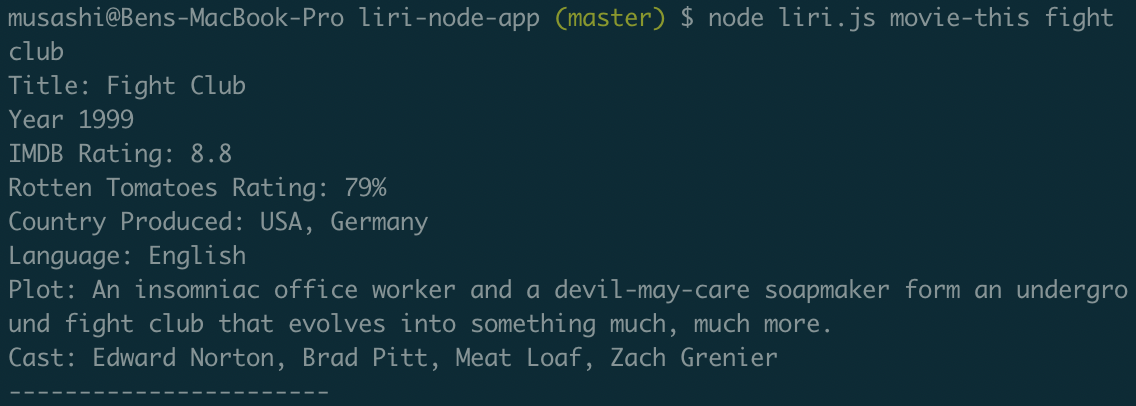 musashi@Bens-MacBook-Pro liri-node-app (master) $ node liri.js movie-this fight
club
Title: Fight Club
Year 1999
IMDB Rating: 8.8
Rotten Tomatoes Rating: 79%
Country Produced: USA, Germany
Language: English
Plot: An insomniac office worker and a devil-may-care soapmaker form an undergro
und fight club that evolves into something much, much more.
Cast: Edward Norton, Brad Pitt, Meat Loaf, Zach Grenier
-----------------------